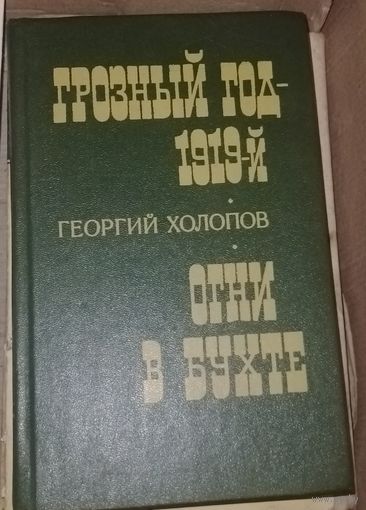 ГРОЗНЫЙ ГОД-
1919-Й
ГЕОРГИЙ ХОЛОПОВ
ОГНИ
В БУХТЕ